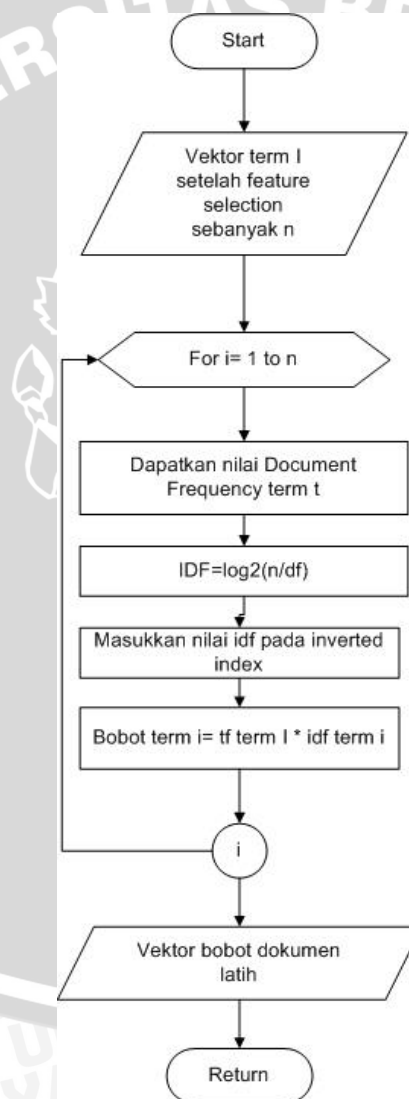 Start
Vektor term I
setelah feature
selection
sebanyak n
For i= 1 to n
Dapatkan nilai Document
Frequency term t
IDF=log2(n/df)
Masukkan nilai idf pada inverted
index
Bobot term i= tf term I * idf term i
i
Vektor bobot dokumen
latih
Return